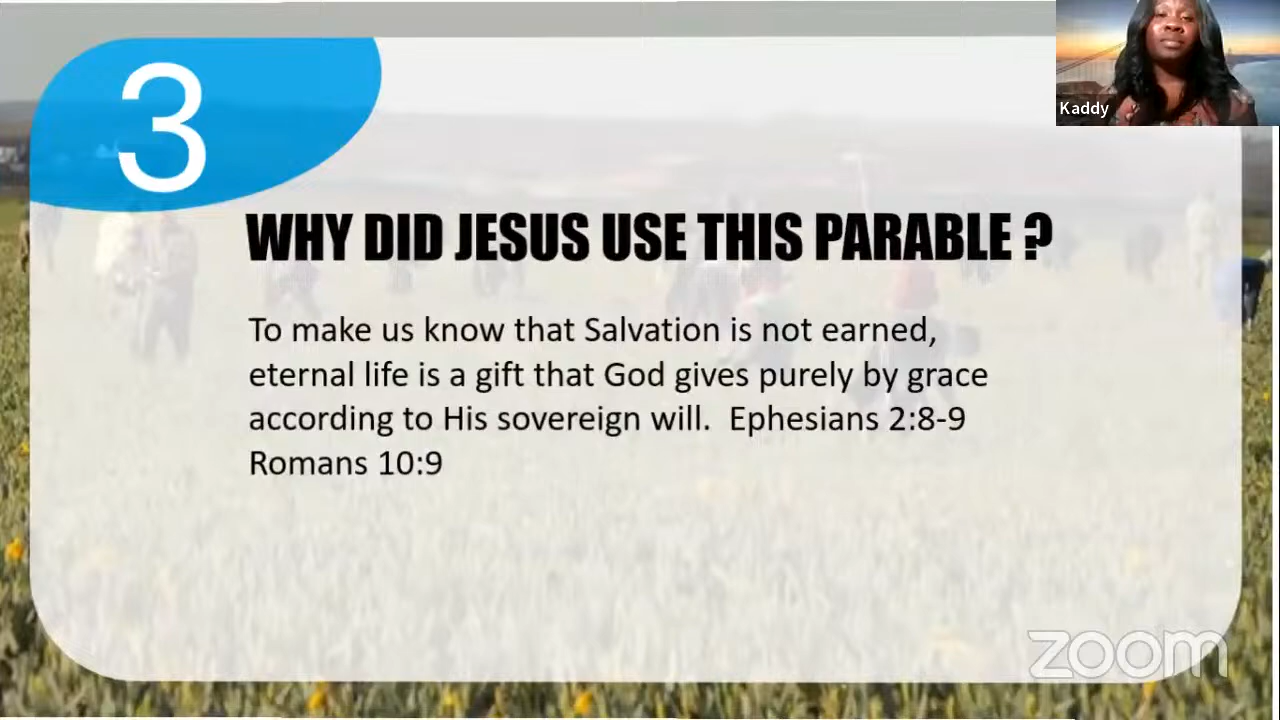 3
Kaddy
WHY DID JESUS USE THIS PARABLE ?
To make us know that Salvation is not earned,
eternal life is a gift that God gives purely by grace
according to His sovereign will.  Ephesians 2:8-9
Romans 10:9
zoom